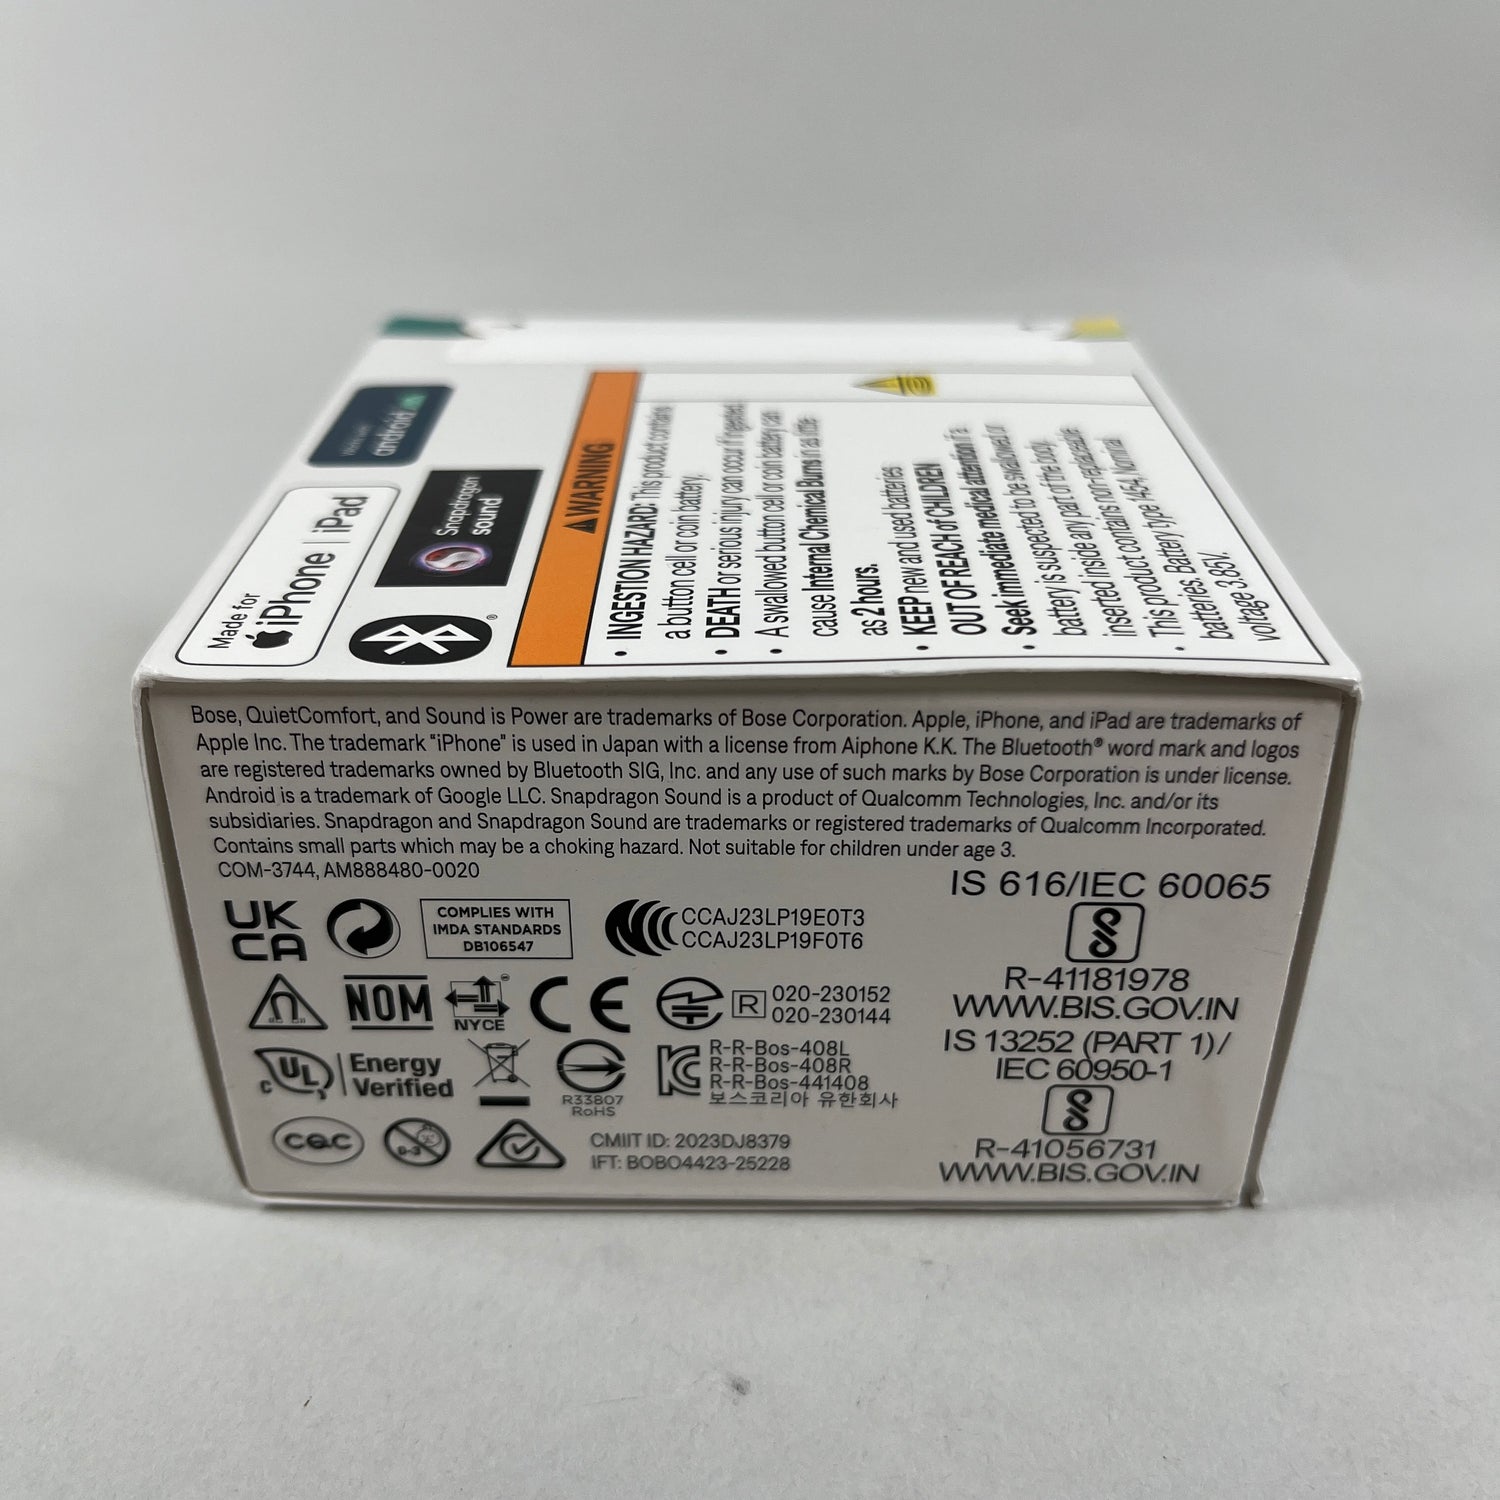 Made for
iPhone | iPad
android
Snapdragon
sound
WARNING
• INGESTION HAZARD: This product contains
a button cell or coin battery.
• DEATH or serious injury can occur if ingested.
• A swallowed button cell or coin battery can
cause Internal Chemical Burns in as little
as 2 hours.
• KEEP new and used batteries
OUT OF REACH of CHILDREN
• Seek immediate medical attention if a
battery is suspected to be swallowed or
inserted inside any part of the body.
• This product contains non-replaceable
batteries. Battery type 1454. Nominal
voltage 3.85V.
Bose, QuietComfort, and Sound is Power are trademarks of Bose Corporation. Apple, iPhone, and iPad are trademarks of
Apple Inc. The trademark "iPhone" is used in Japan with a license from Aiphone K.K. The Bluetooth® word mark and logos
are registered trademarks owned by Bluetooth SIG, Inc. and any use of such marks by Bose Corporation is under license.
Android is a trademark of Google LLC. Snapdragon Sound is a product of Qualcomm Technologies, Inc. and/or its
subsidiaries. Snapdragon and Snapdragon Sound are trademarks or registered trademarks of Qualcomm Incorporated.
Contains small parts which may be a choking hazard. Not suitable for children under age 3.
COM-3744, AM888480-0020
UK
CA
COMPLIES WITH
IMDA STANDARDS
DB106547
CCAJ23LP19E0T3
CCAJ23LP19F0T6
NOM
NYCE
CE
R
020-230152
020-230144
c UL
Energy
Verified
R33807
RoHS
R-R-Bos-408L
R-R-Bos-408R
R-R-Bos-441408
보스코리아 유한회사
CQC
0-3
CMIIT ID: 2023DJ8379
IFT: BOBO4423-25228
IS 616/IEC 60065
R-41181978
WWW.BIS.GOV.IN
IS 13252 (PART 1)/
IEC 60950-1
R-41056731
WWW.BIS.GOV.IN